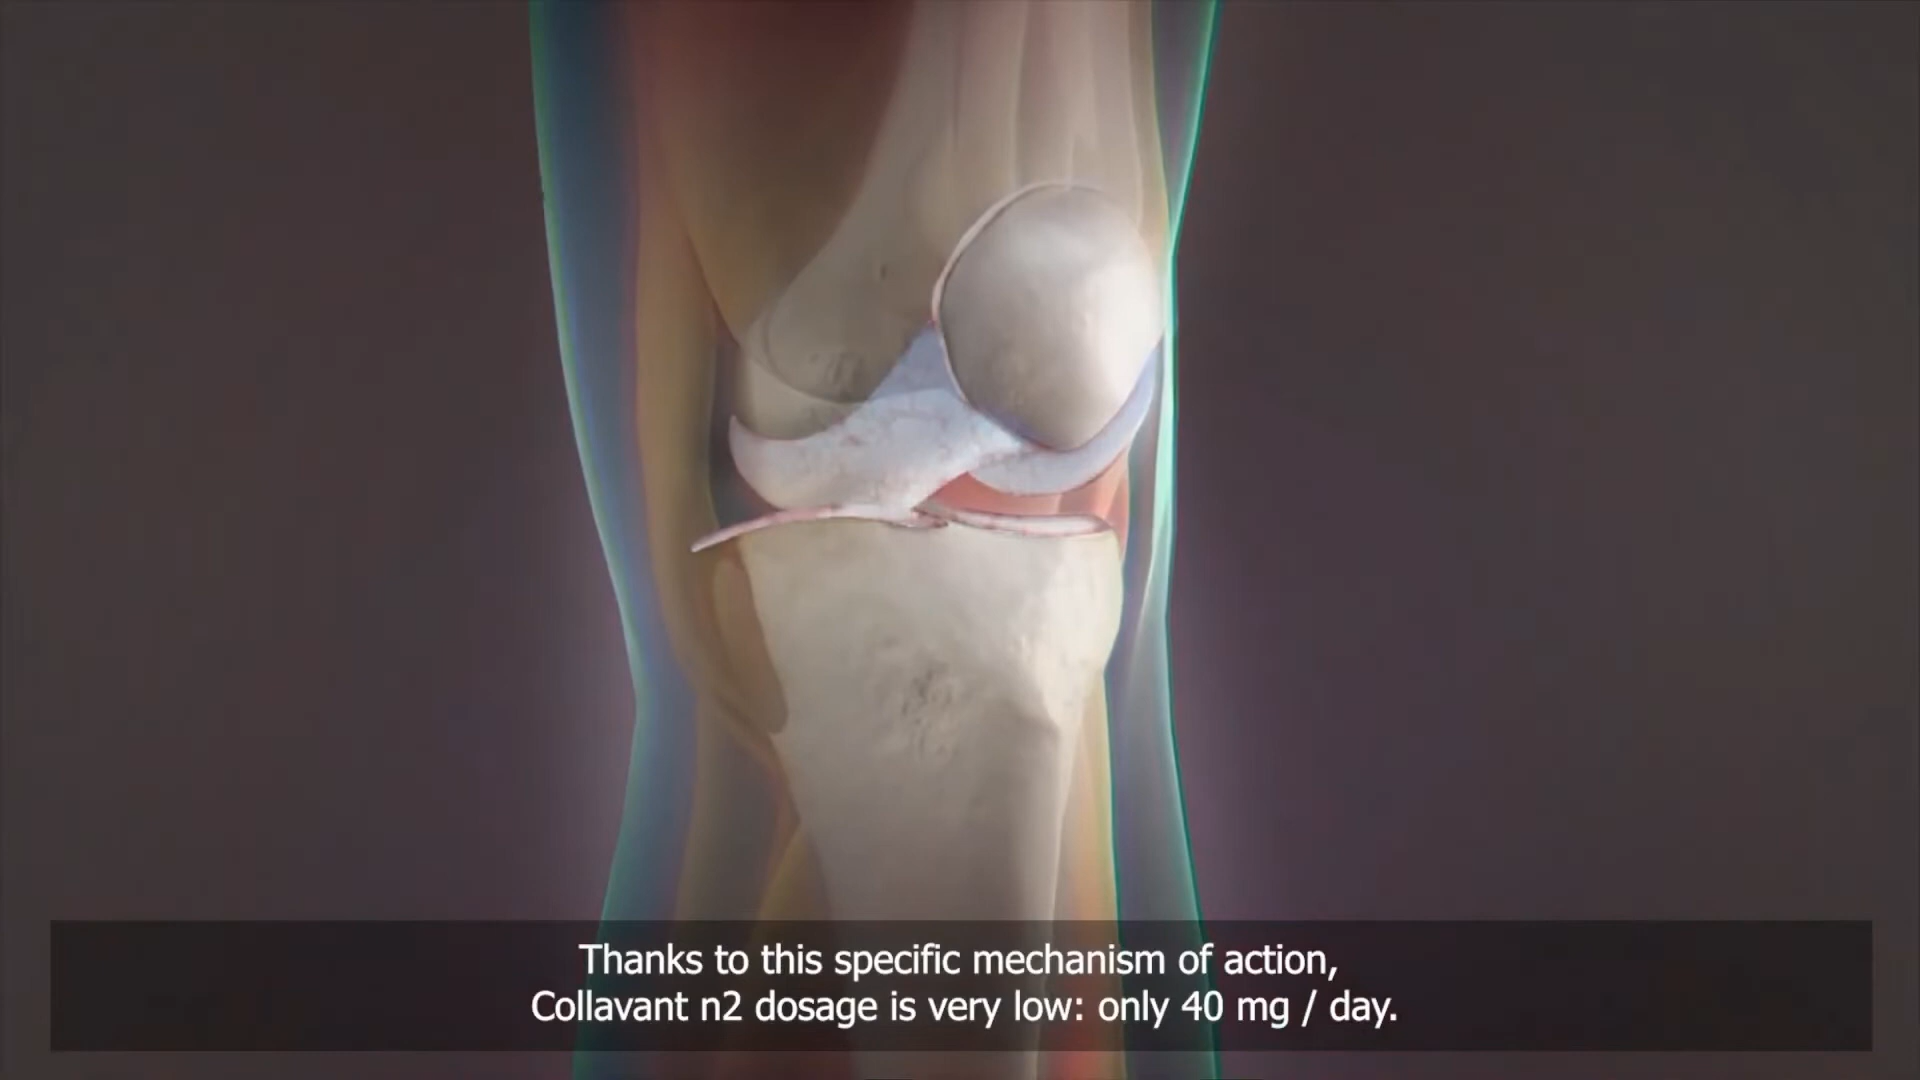 Thanks to this specific mechanism of action,
Collavant n2 dosage is very low: only 40 mg / day.